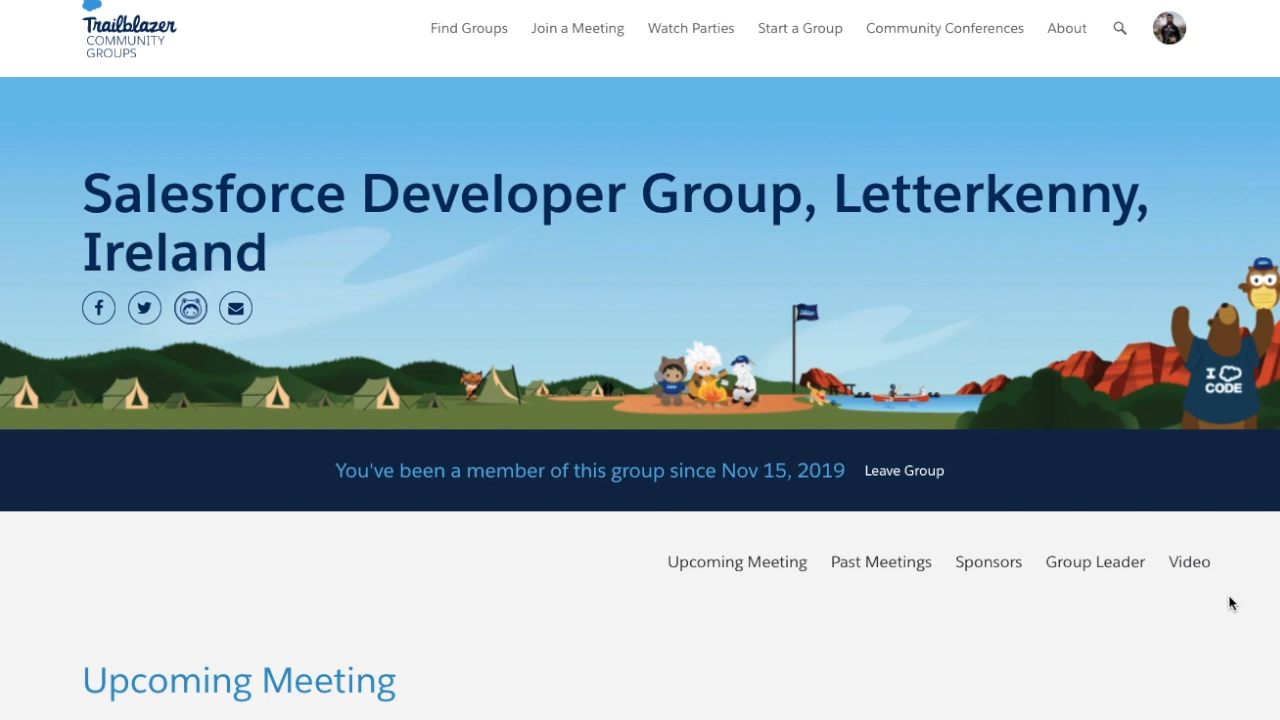 Trailblazer
COMMUNITY
GROUPS
Find Groups
Join a Meeting
Watch Parties
Start a Group
Community Conferences
About
Salesforce Developer Group, Letterkenny,
Ireland
I
CODE
You've been a member of this group since Nov 15, 2019
Leave Group
Upcoming Meeting
Past Meetings
Sponsors
Group Leader
Video
Upcoming Meeting